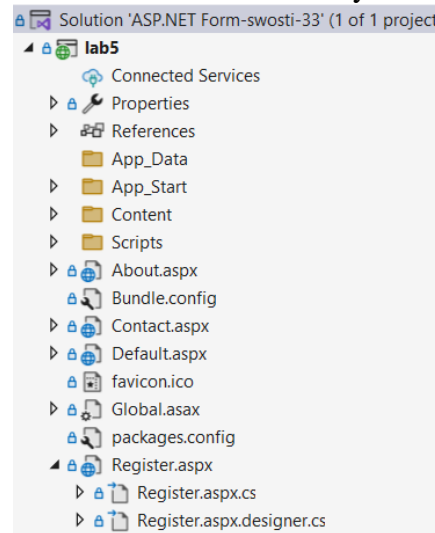 Solution 'ASP.NET Form-swosti-33' (1 of 1 project
lab5
Connected Services
Properties
References
App_Data
App_Start
Content
Scripts
About.aspx
Bundle.config
Contact.aspx
Default.aspx
favicon.ico
Global.asax
packages.config
Register.aspx
Register.aspx.cs
Register.aspx.designer.cs